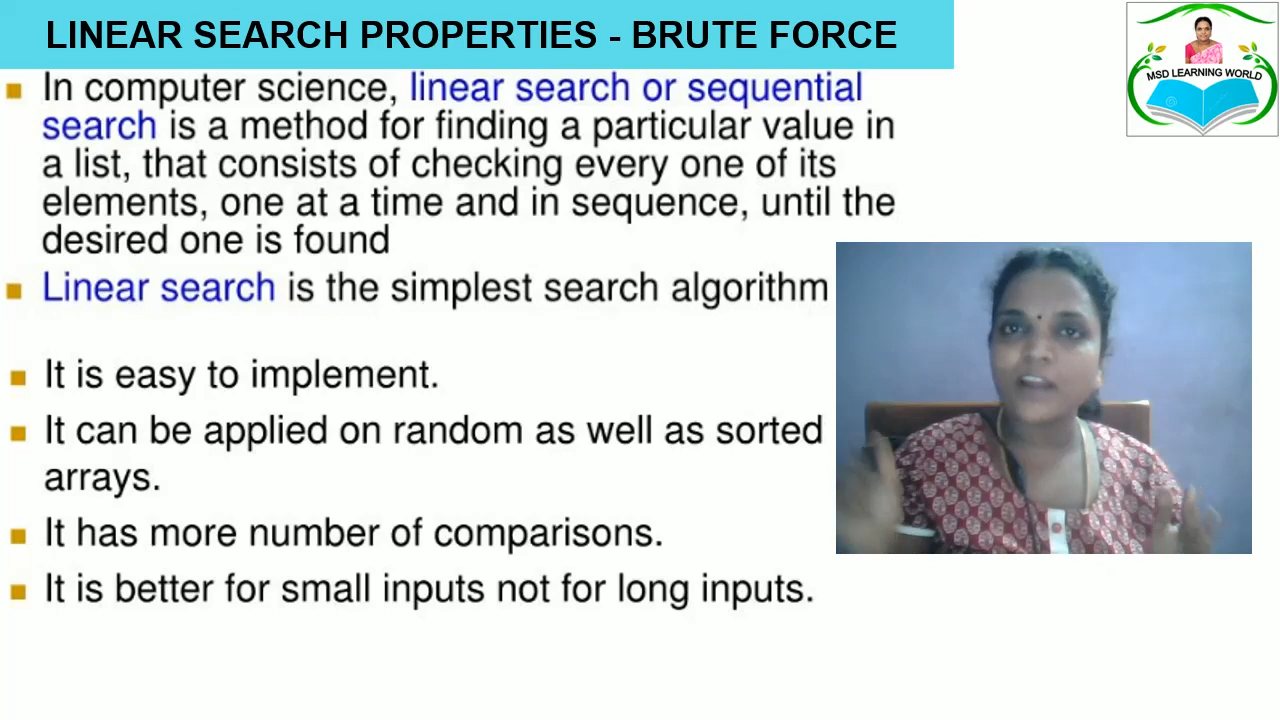 LINEAR SEARCH PROPERTIES - BRUTE FORCE
MSD LEARNING WORLD
In computer science, linear search or sequential
search is a method for finding a particular value in
a list, that consists of checking every one of its
elements, one at a time and in sequence, until the
desired one is found
Linear search is the simplest search algorithm
It is easy to implement.
It can be applied on random as well as sorted
arrays.
It has more number of comparisons.
It is better for small inputs not for long inputs.